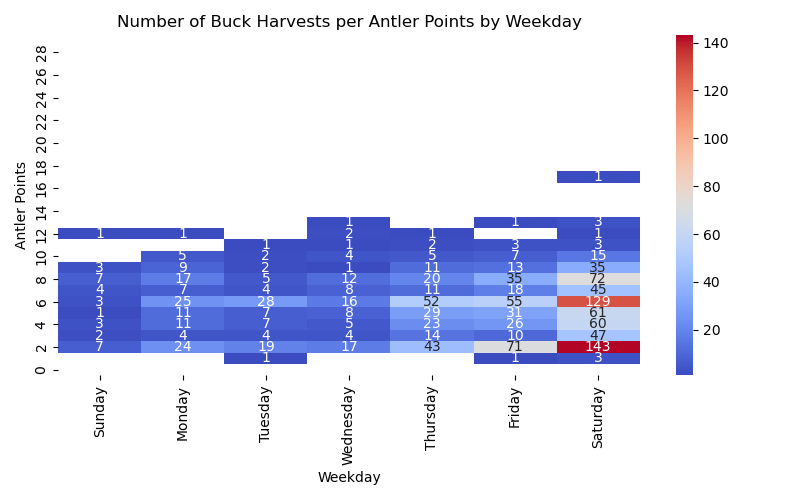 Number of Buck Harvests per Antler Points by Weekday
Antler Points
28
26
24
22
20
18
16
14
12
10
8
6
4
2
0
1
1 1 3
1 1 2 1 1
1 1 2 3 3
5 2 4 5 7 15
3 9 2 1 11 13 35
7 17 5 12 20 35 72
4 7 4 8 11 18 45
3 25 28 16 52 55 129
1 11 7 8 29 31 61
3 11 7 5 23 26 60
2 4 4 4 14 10 47
7 24 19 17 43 71 143
1 1 3
Sunday
Monday
Tuesday
Wednesday
Thursday
Friday
Saturday
Weekday
140
120
100
80
60
40
20